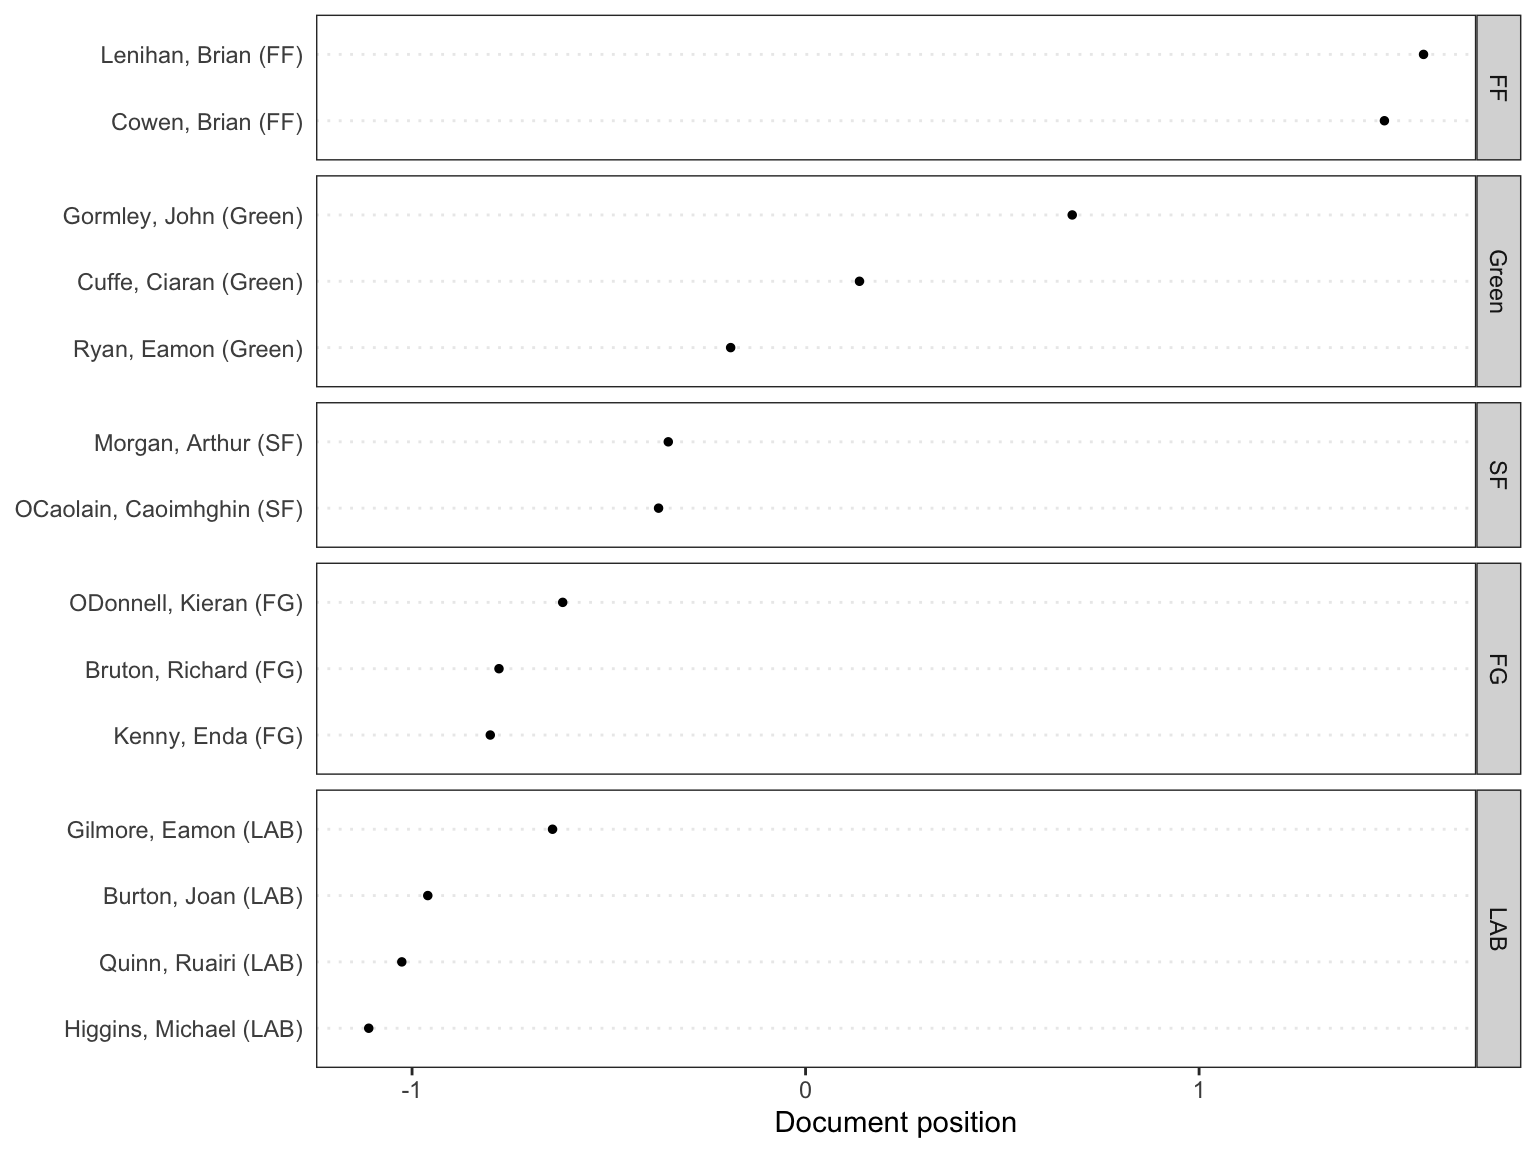 Lenihan, Brian (FF)
Cowen, Brian (FF)
FF
Gormley, John (Green)
Cuffe, Ciaran (Green)
Ryan, Eamon (Green)
Green
Morgan, Arthur (SF)
OCaolain, Caoimhghin (SF)
SF
ODonnell, Kieran (FG)
Bruton, Richard (FG)
Kenny, Enda (FG)
FG
Gilmore, Eamon (LAB)
Burton, Joan (LAB)
Quinn, Ruairi (LAB)
Higgins, Michael (LAB)
LAB
-1 0 1
Document position